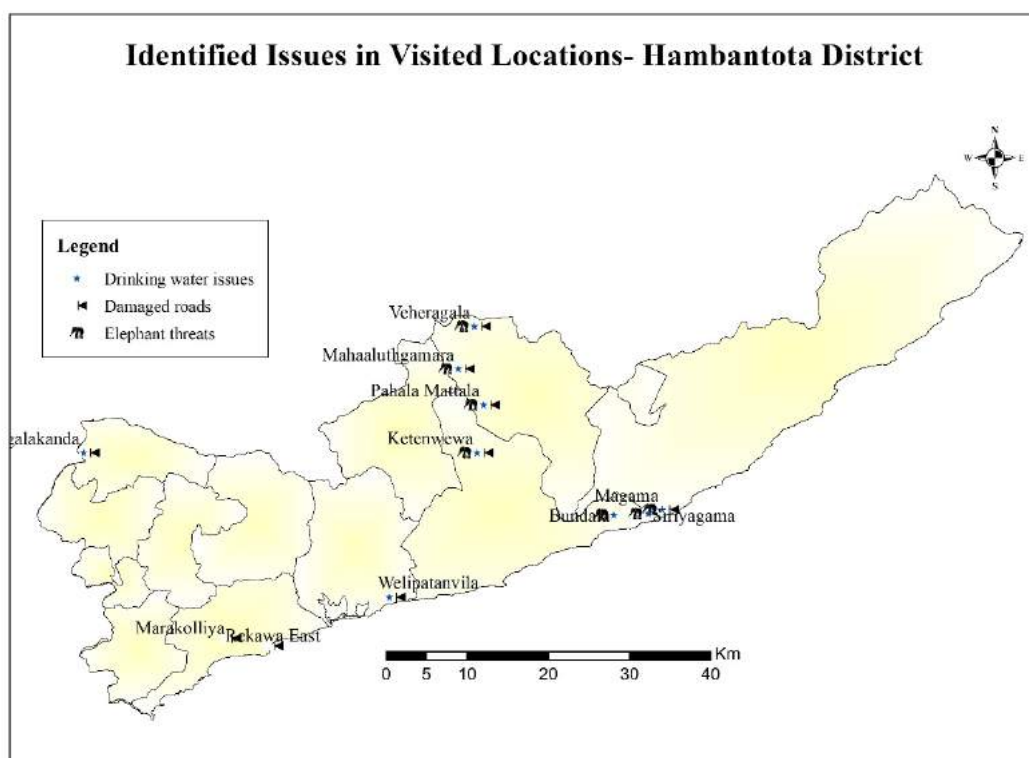 Identified Issues in Visited Locations- Hambantota District
N
W E
S
Legend
Drinking water issues
Damaged roads
Elephant threats
Veheragala
Mahaaluthgamara
Pahala Mattala
galakanda
Ketenwewa
Magama
Bundala Siriyagama
Welipatanvila
Marakolliya
Rekawa East
Km
0 5 10 20 30 40